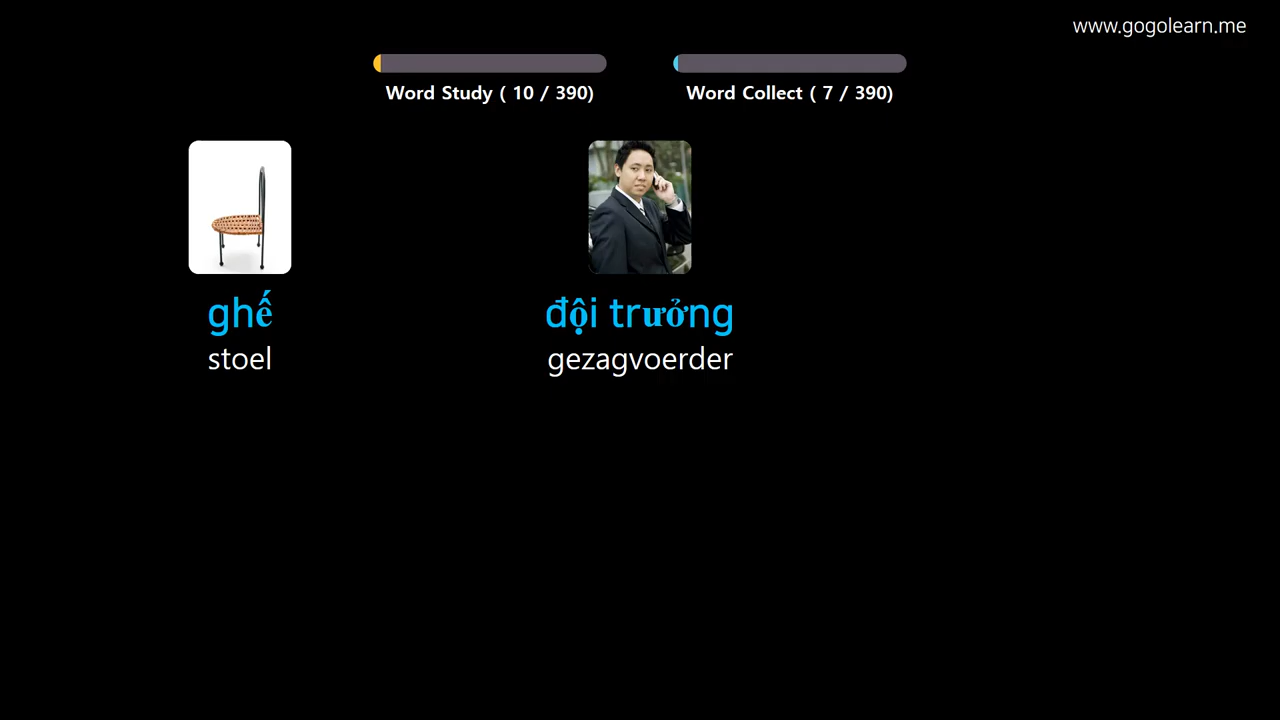 www.gogolearn.me
Word Study ( 10 / 390)
Word Collect ( 7 / 390)
ghế
đội trưởng
stoel
gezagvoerder